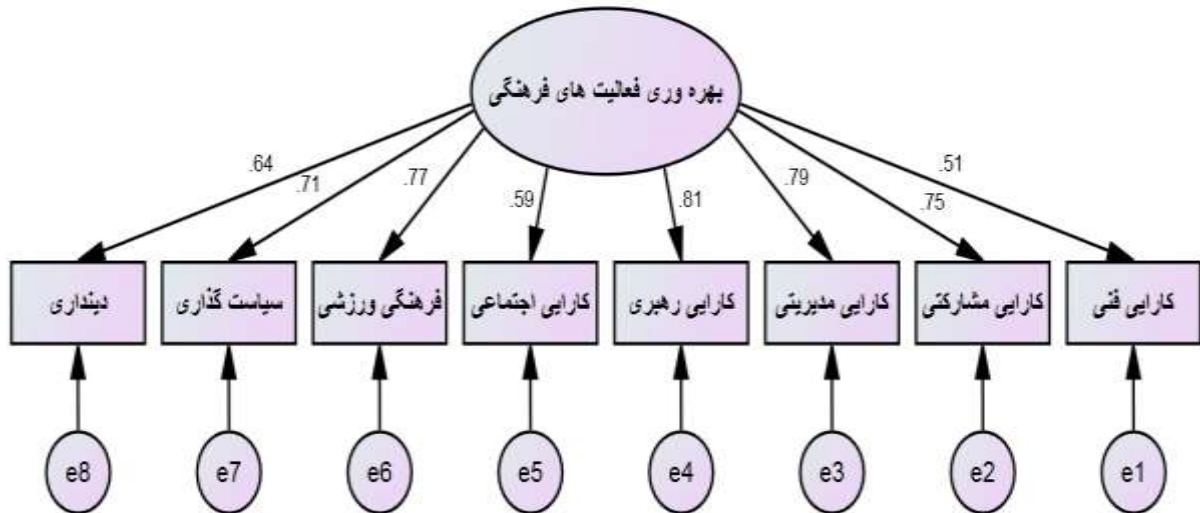 بهره وری فعالیت های فرهنگی
.64
.71
.77
.59
.81
.79
.75
.51
دینداری
سیاست گذاری
فرهنگی ورزشی
کارایی اجتماعی
کارایی رهبری
کارایی مدیریتی
کارایی مشارکتی
کارایی فنی
e8
e7
e6
e5
e4
e3
e2
e1